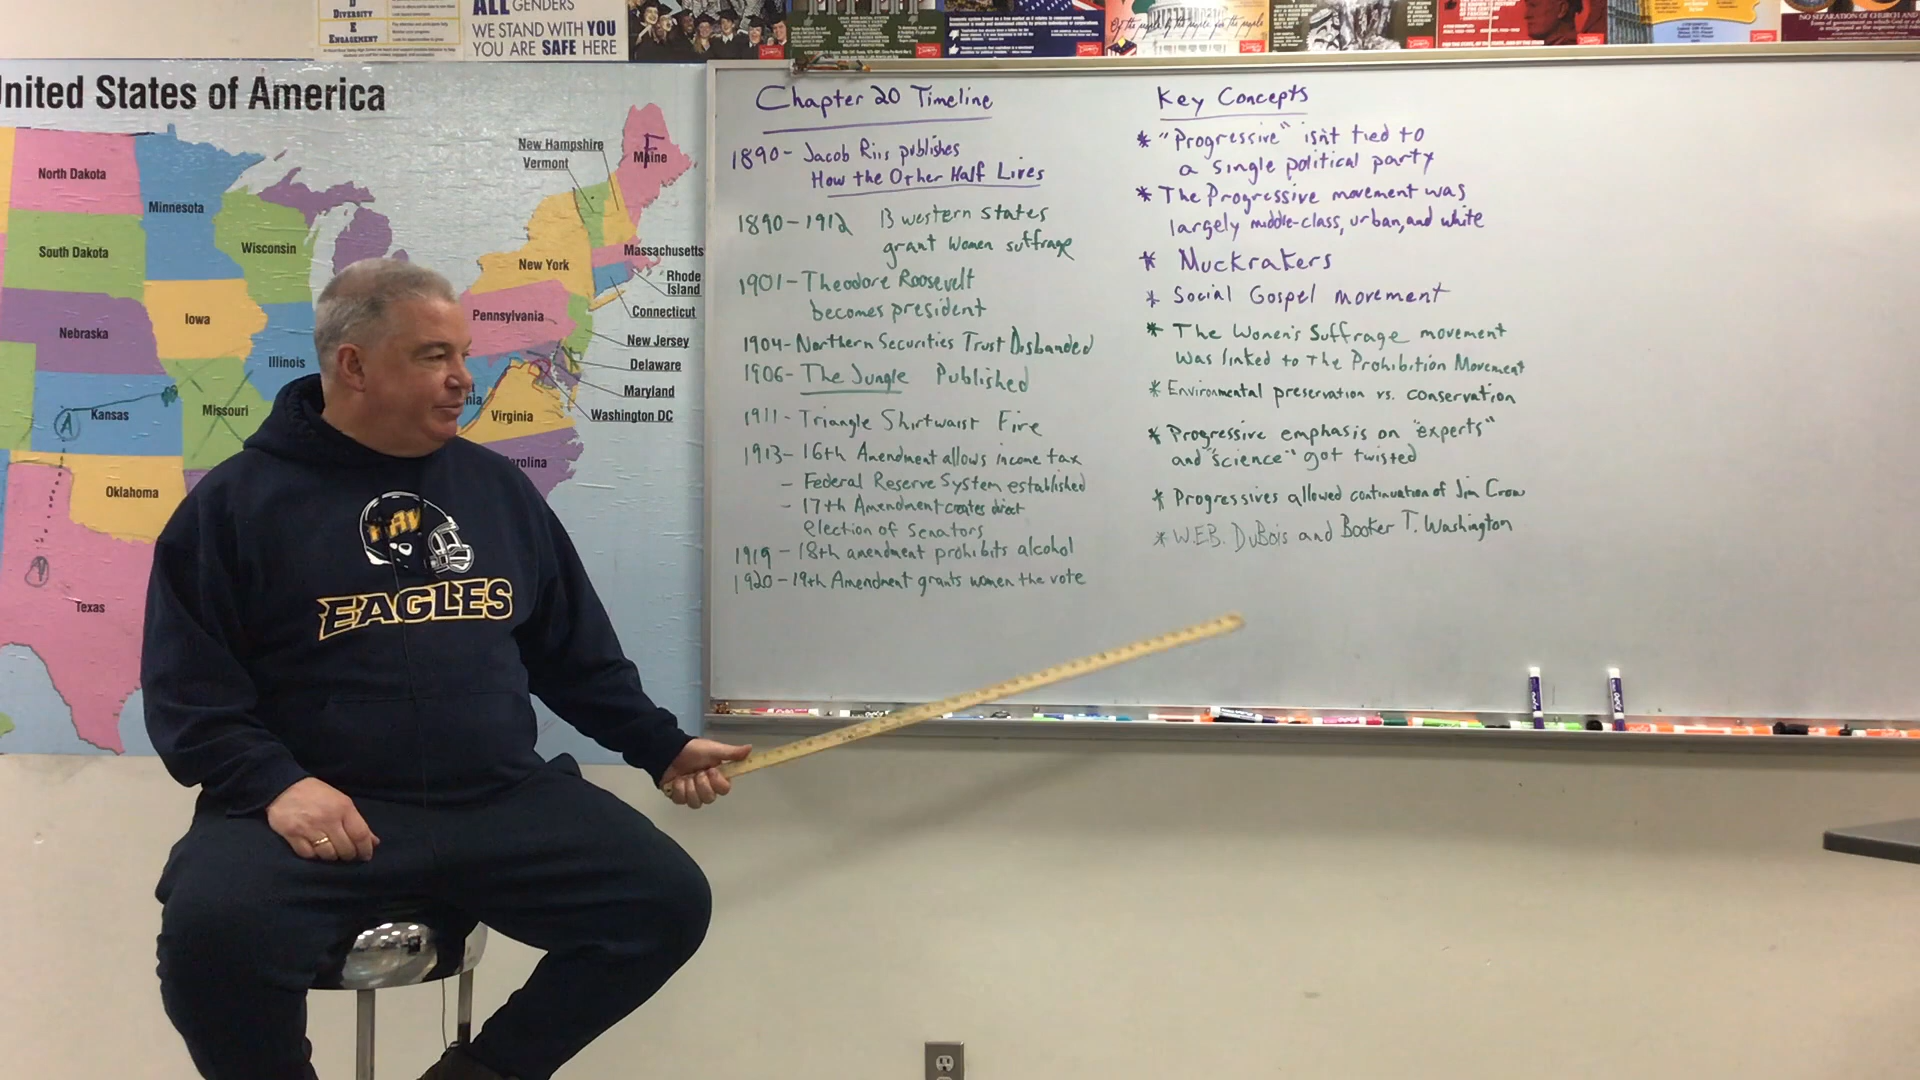 DIVERSITY
ENGAGEMENT
ALL GENDERS
WE STAND WITH YOU
YOU ARE SAFE HERE
United States of America
North Dakota
Minnesota
South Dakota
Wisconsin
Nebraska
Iowa
Illinois
Kansas
Missouri
Oklahoma
Texas
New Hampshire
Vermont
Maine
F
Massachusetts
New York
Rhode
Island
Pennsylvania
Connecticut
New Jersey
Delaware
Maryland
Virginia
Washington DC
A
EAGLES
Chapter 20 Timeline
1890 - Jacob Riis publishes
How the Other Half Lives
1890-1912 13 western states
grant women suffrage
1901 - Theodore Roosevelt
becomes president
1904 - Northern Securities Trust Disbanded
1906 - The Jungle Published
1911 - Triangle Shirtwaist Fire
1913 - 16th Amendment allows income tax
- Federal Reserve System established
- 17th Amendment creates direct
election of Senators
1919 - 18th amendment prohibits alcohol
1920 - 19th Amendment grants women the vote
Key Concepts
* "Progressive" isn't tied to
a single political party
* The Progressive movement was
largely middle-class, urban, and white
* Muckrakers
* Social Gospel movement
* The Women's Suffrage movement
was linked to the Prohibition Movement
* Environmental preservation vs. conservation
* Progressive emphasis on "experts"
and "science" got twisted
* Progressives allowed continuation of Jim Crow
* W.E.B. DuBois and Booker T. Washington